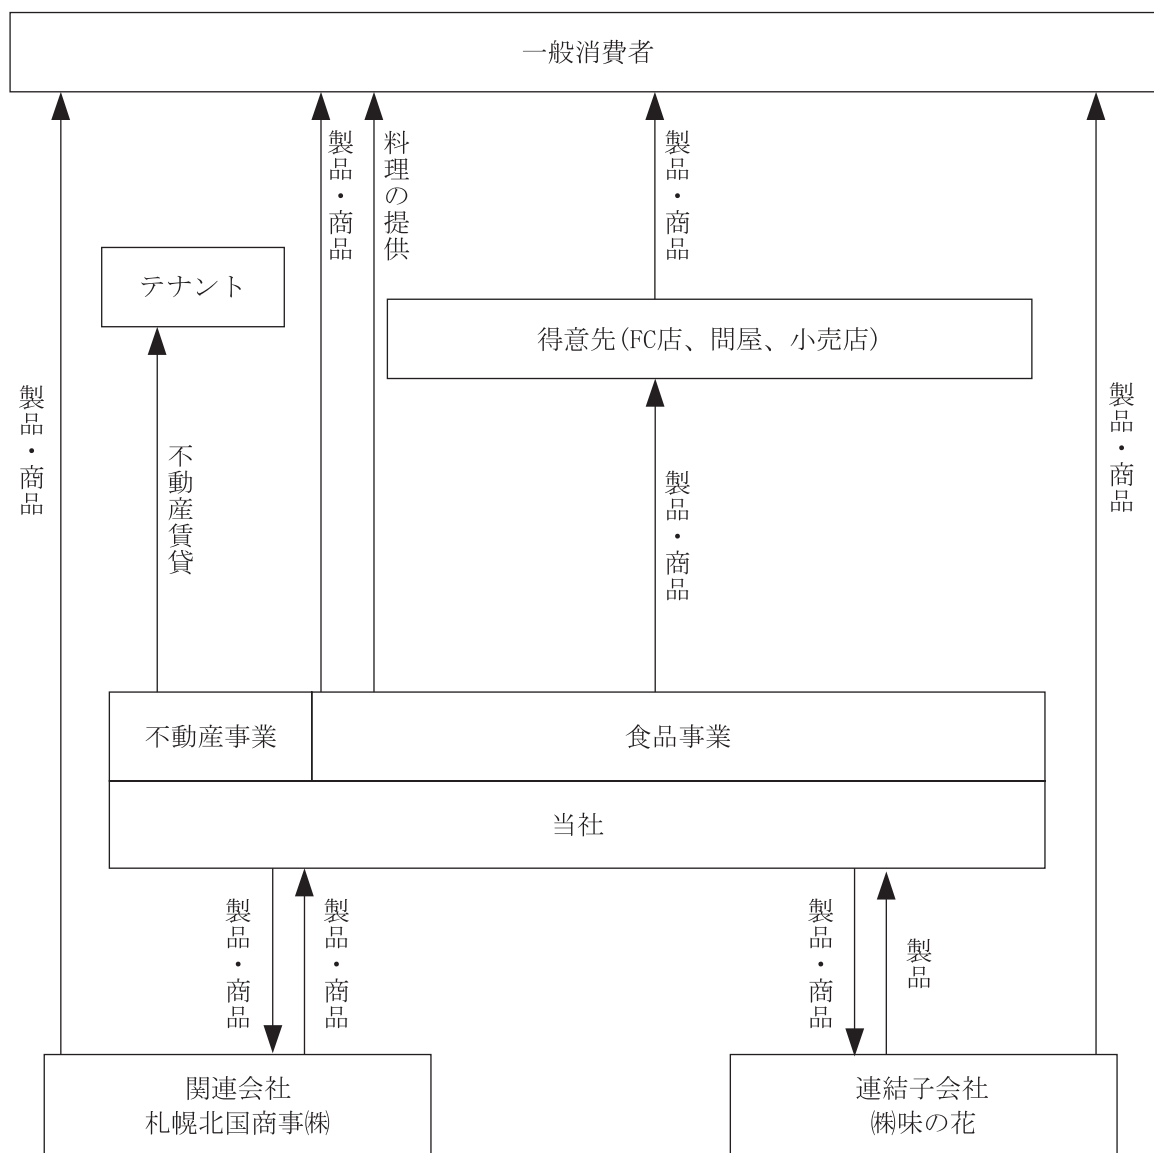 一般消費者
製品・商品
料理の提供
製品・商品
テナント
得意先(FC店、問屋、小売店)
製品・商品
製品・商品
不動産賃貸
製品・商品
不動産事業
食品事業
当社
製品・商品
製品・商品
製品・商品
製品
関連会社
札幌北国商事㈱
連結子会社
㈱味の花